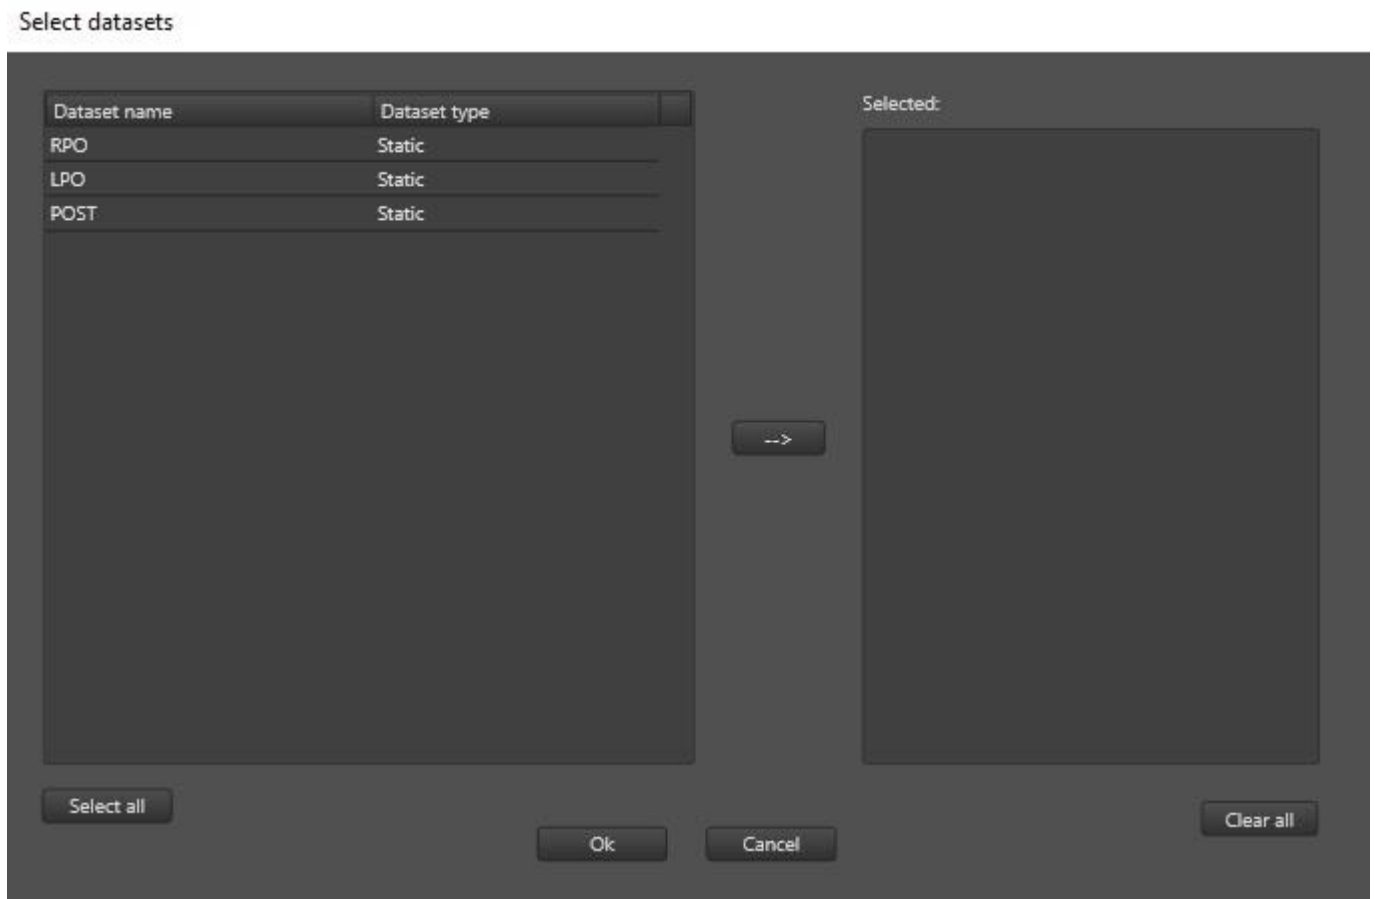 Select datasets
Dataset name Dataset type
RPO Static
LPO Static
POST Static
Selected:
-->
Select all
Ok Cancel
Clear all